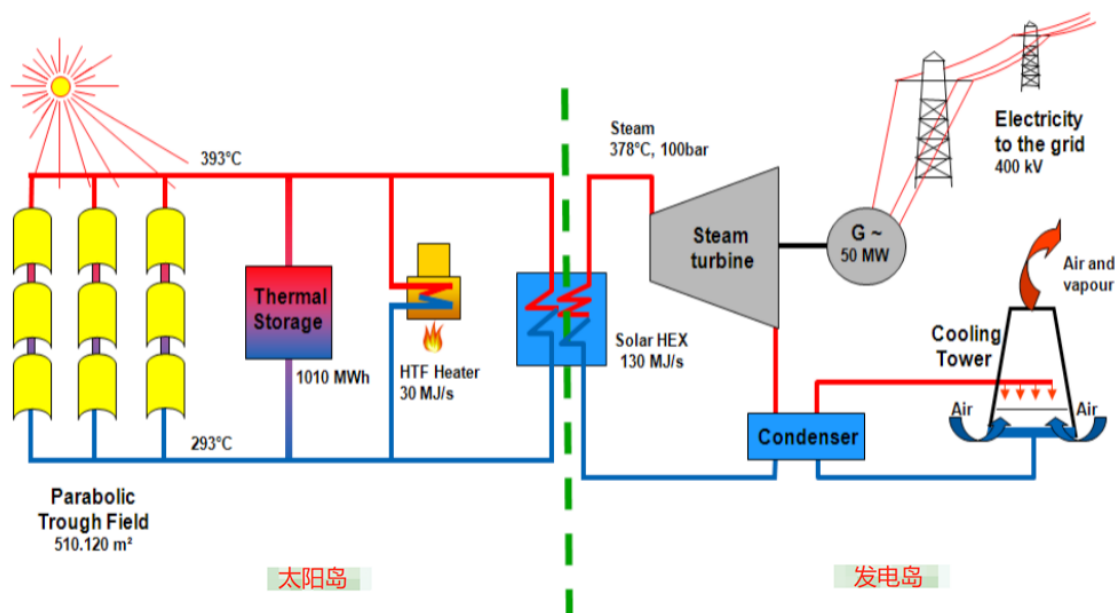 393°C
Steam
378°C, 100bar
Electricity
to the grid
400 kV
Thermal
Storage
1010 MWh
HTF Heater
30 MJ/s
Solar HEX
130 MJ/s
Steam
turbine
G ~
50 MW
Air and
vapour
Cooling
Tower
Air
Air
Condenser
293°C
Parabolic
Trough Field
510.120 m²
太阳岛
发电岛